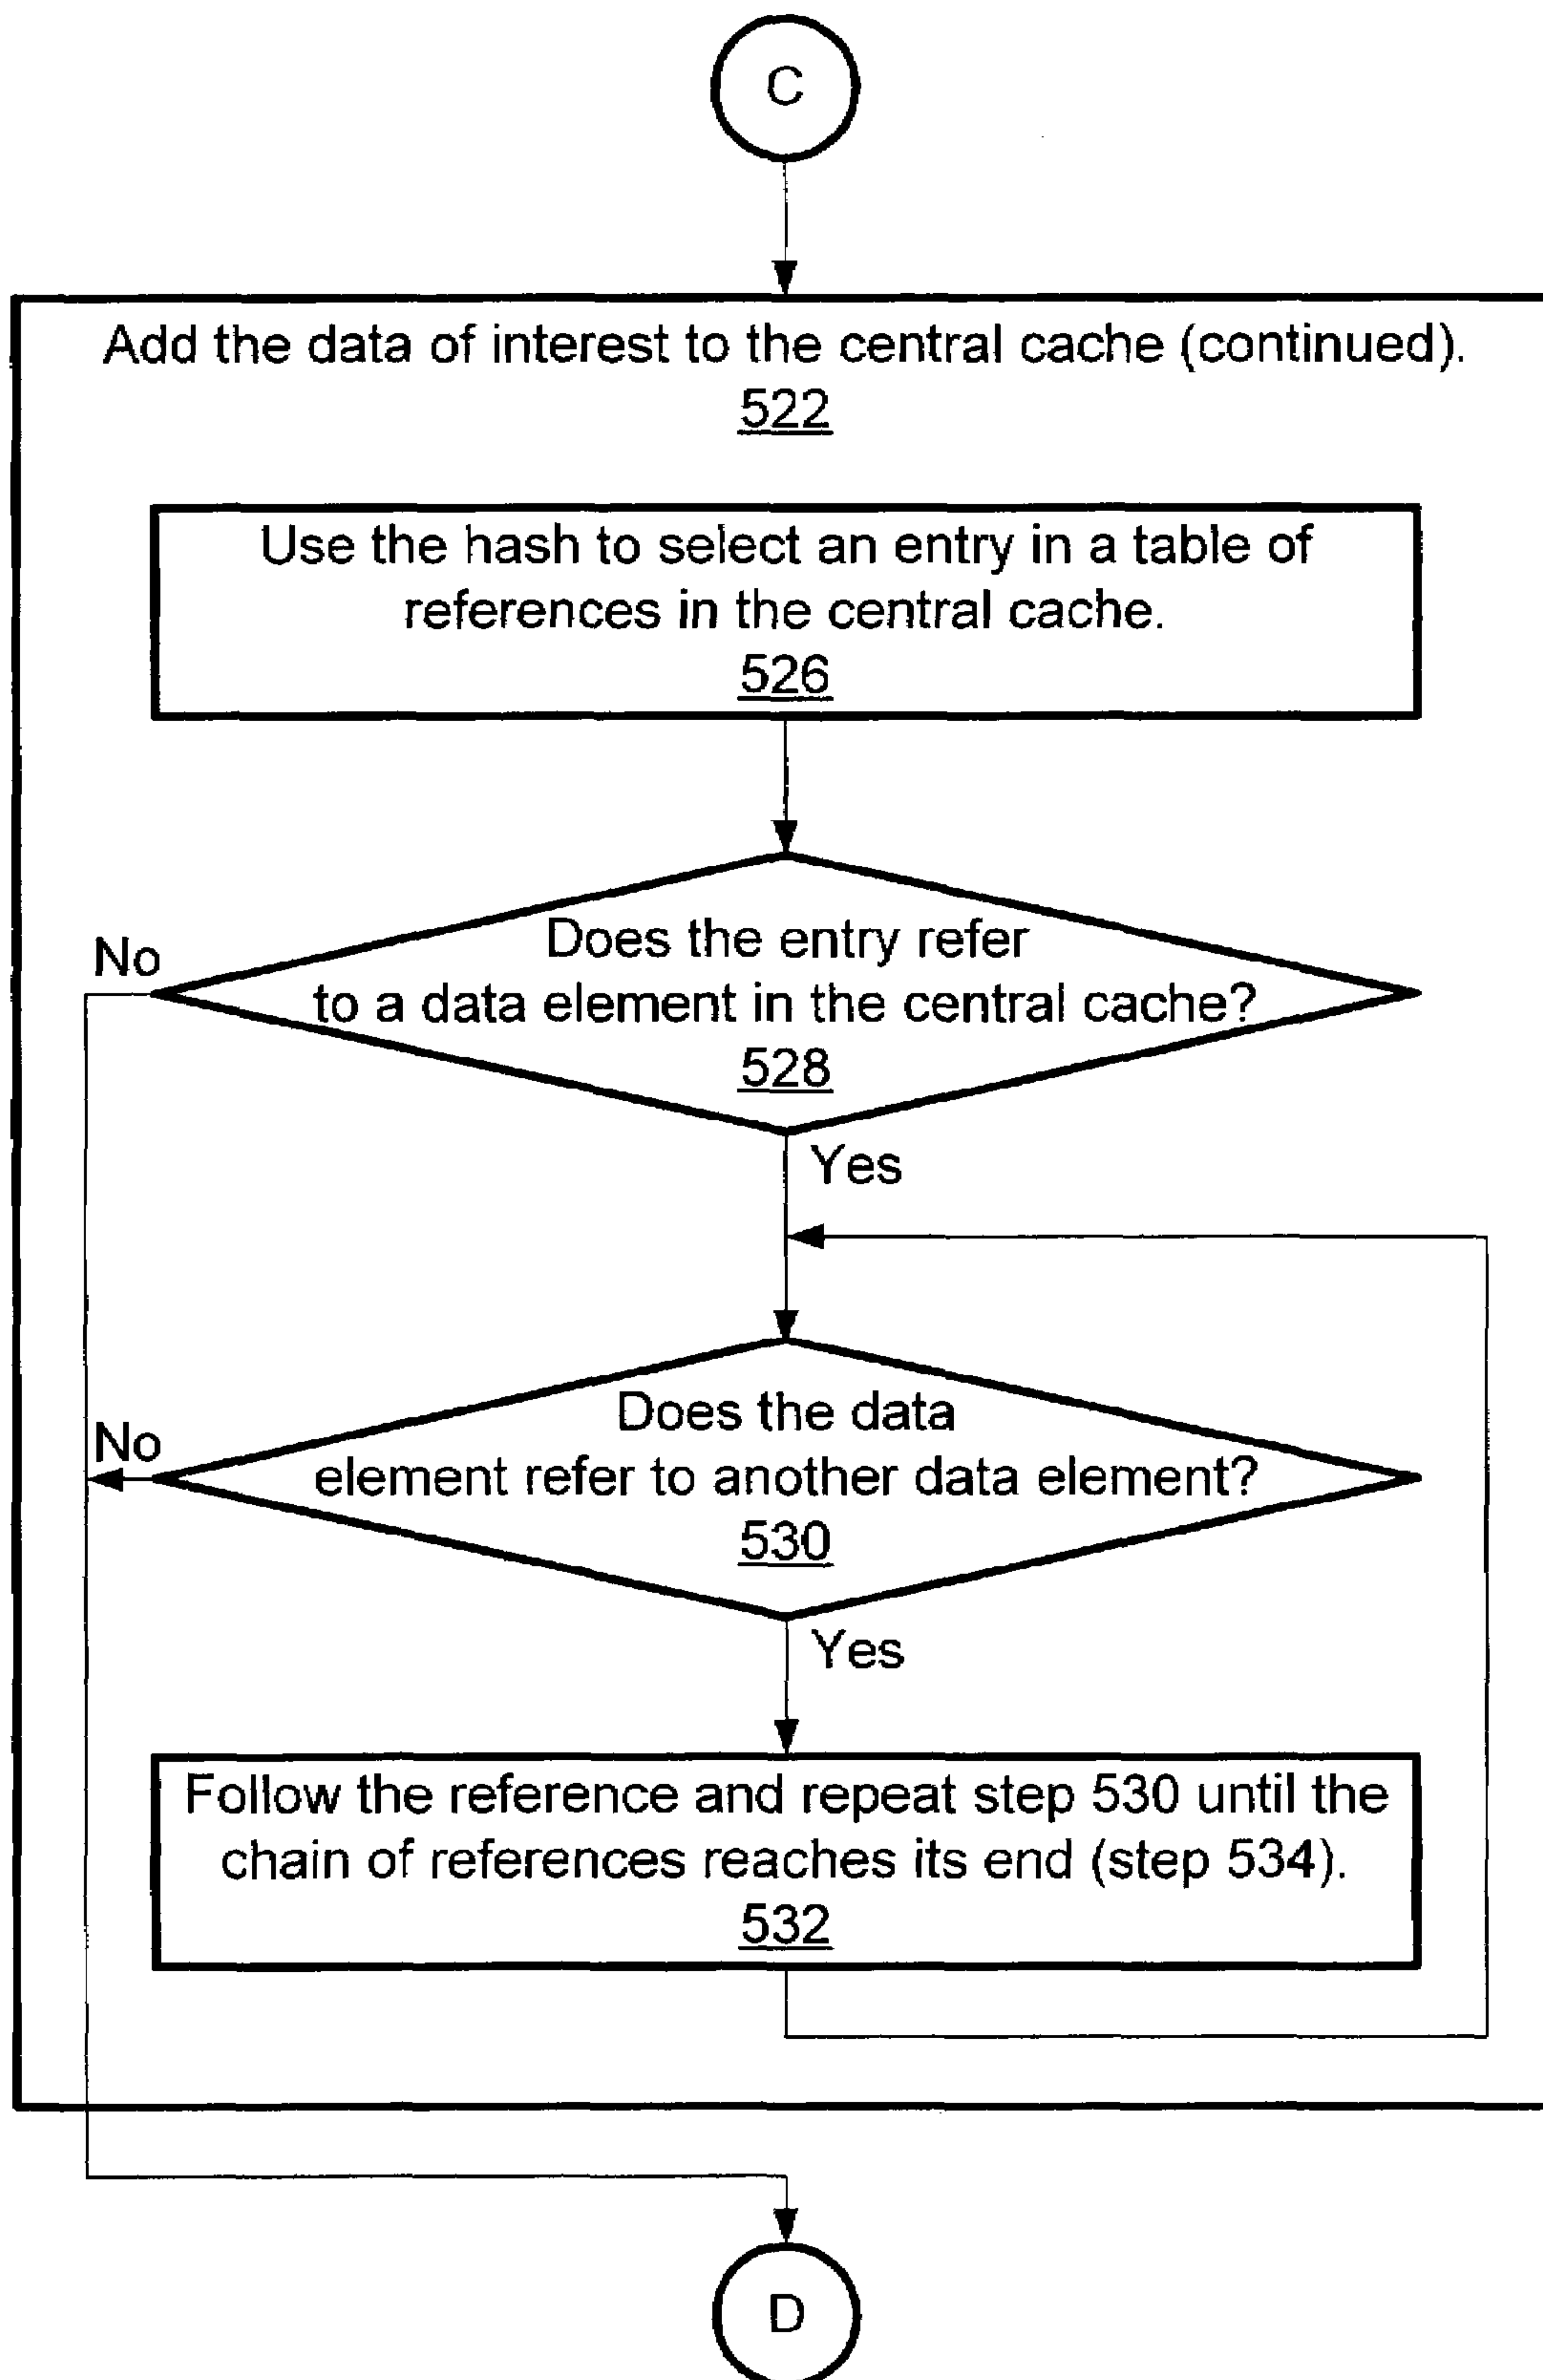 C
Add the data of interest to the central cache (continued).
522
Use the hash to select an entry in a table of
references in the central cache.
526
Does the entry refer
to a data element in the central cache?
528
No
Yes
Does the data
element refer to another data element?
530
No
Yes
Follow the reference and repeat step 530 until the
chain of references reaches its end (step 534).
532
D